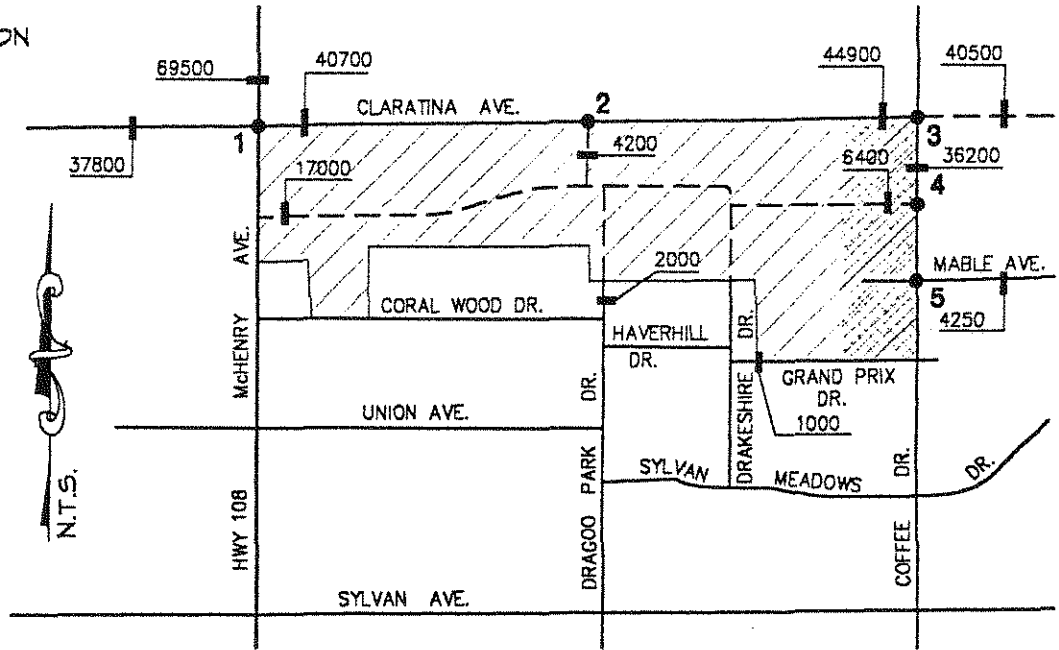 ON
69500
40700
44900
40500
CLARATINA AVE.
1
2
3
37800
4200
17000
6400
36200
4
McHENRY AVE.
MABLE AVE.
2000
5
4250
CORAL WOOD DR.
HAVERHILL DR.
DRAKESHIRE DR.
GRAND PRIX DR.
1000
UNION AVE.
DRAGOO PARK DR.
SYLVAN MEADOWS DR.
COFFEE DR.
HWY 108
N.T.S.
SYLVAN AVE.